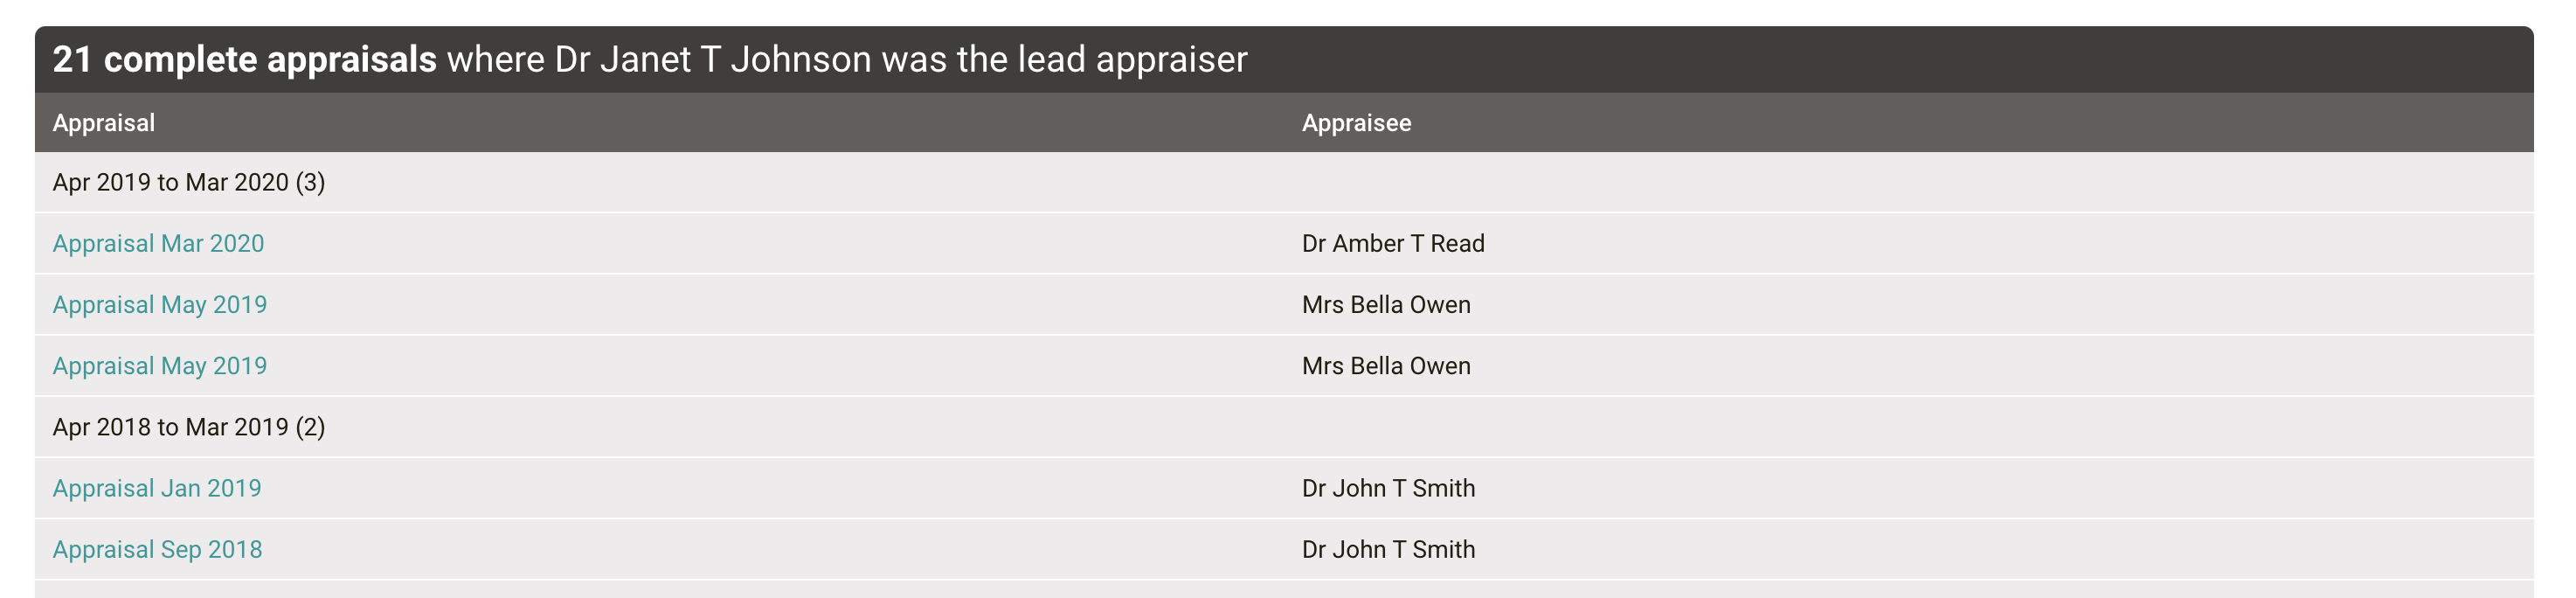 21 complete appraisals where Dr Janet T Johnson was the lead appraiser
Appraisal Appraisee
Apr 2019 to Mar 2020 (3)
Appraisal Mar 2020 Dr Amber T Read
Appraisal May 2019 Mrs Bella Owen
Appraisal May 2019 Mrs Bella Owen
Apr 2018 to Mar 2019 (2)
Appraisal Jan 2019 Dr John T Smith
Appraisal Sep 2018 Dr John T Smith